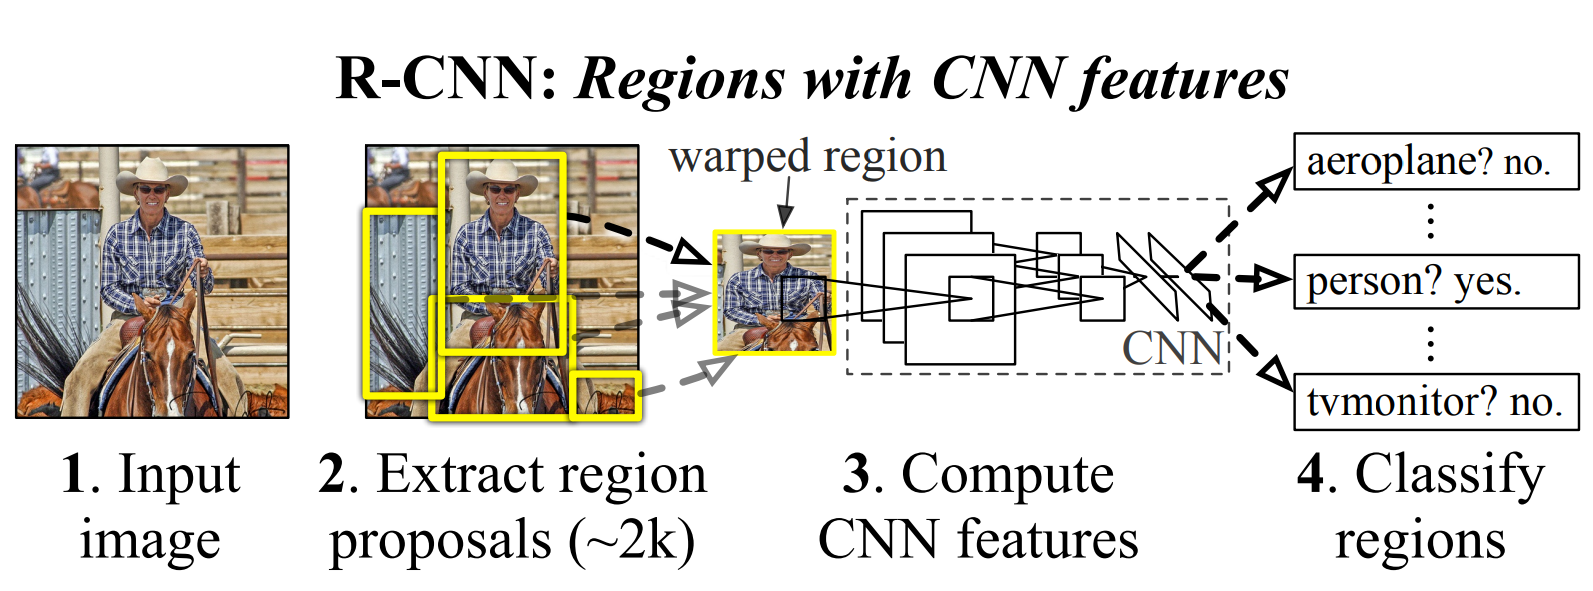 R-CNN: Regions with CNN features
warped region
aeroplane? no.
person? yes.
tvmonitor? no.
CNN
1. Input
image
2. Extract region
proposals (~2k)
3. Compute
CNN features
4. Classify
regions